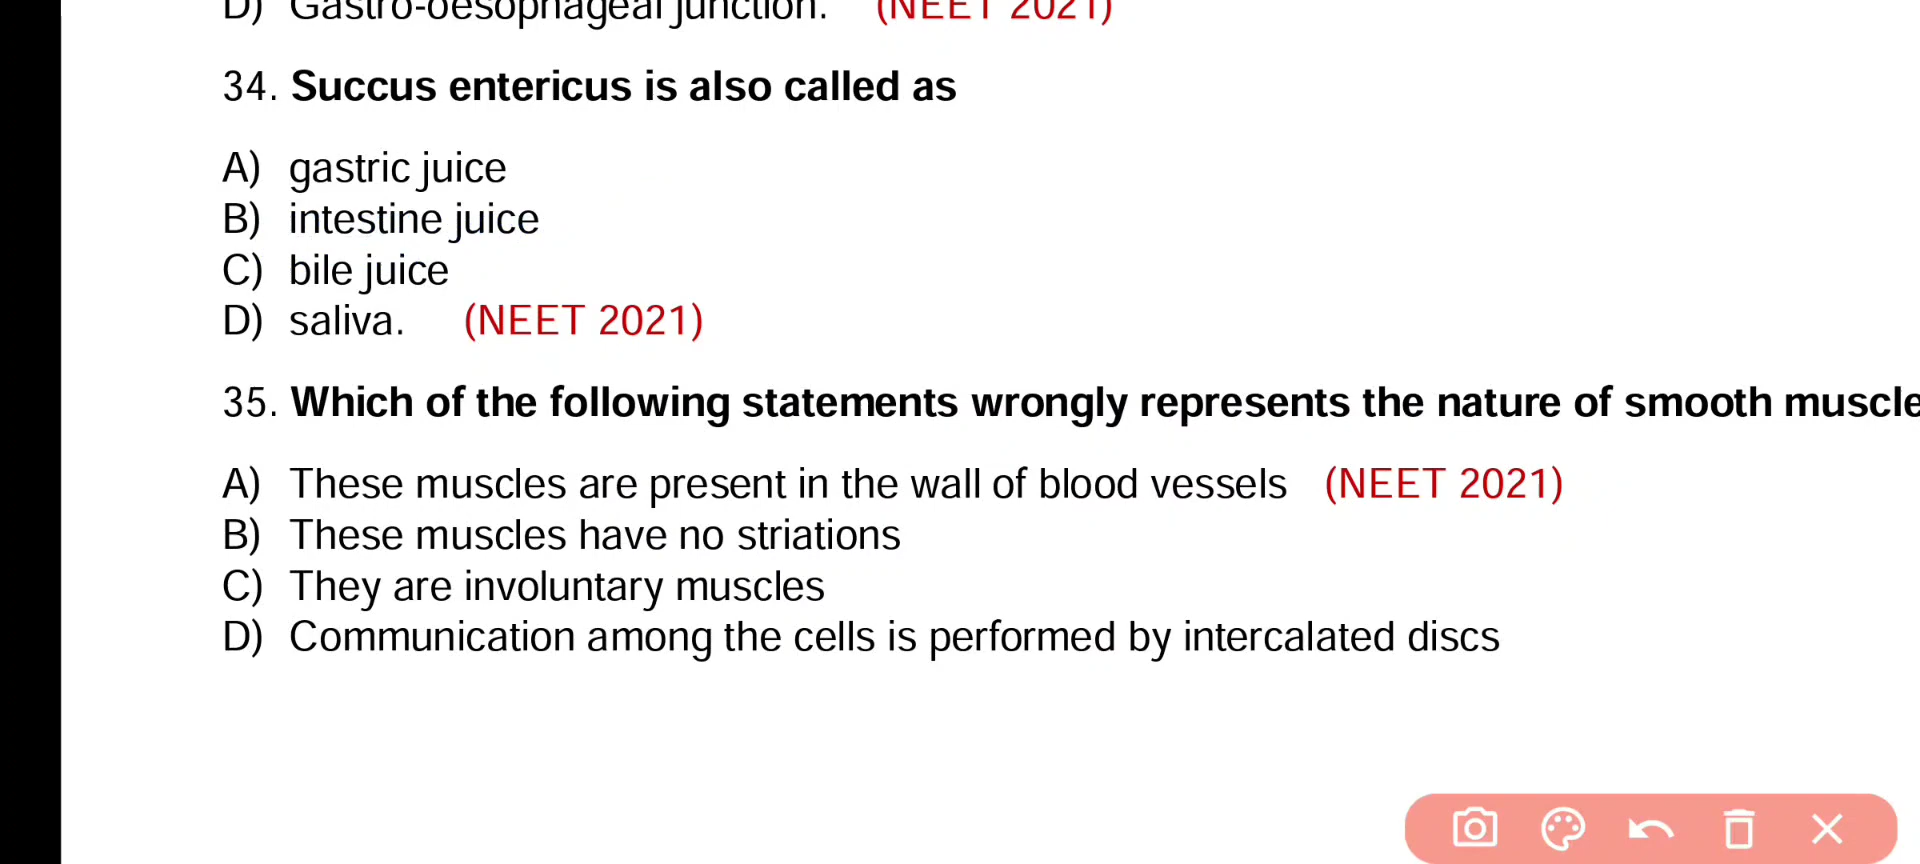 D) Gastro-oesophageal junction. (NEET 2021)
34. Succus entericus is also called as
A) gastric juice
B) intestine juice
C) bile juice
D) saliva. (NEET 2021)
35. Which of the following statements wrongly represents the nature of smooth muscle
A) These muscles are present in the wall of blood vessels (NEET 2021)
B) These muscles have no striations
C) They are involuntary muscles
D) Communication among the cells is performed by intercalated discs